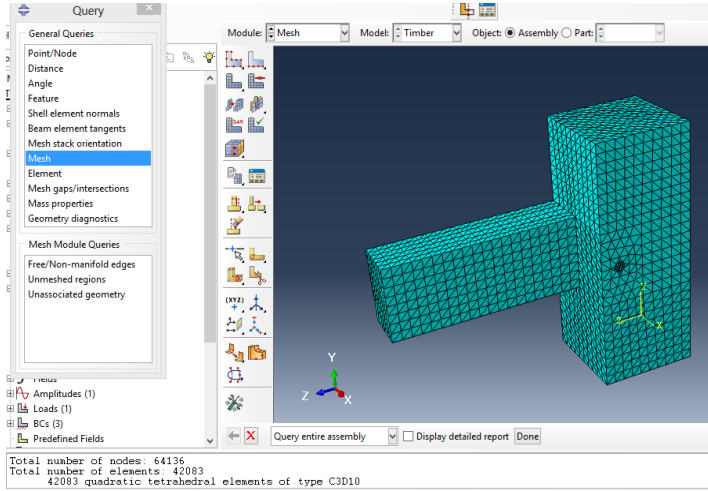 Query
General Queries
Point/Node
Distance
Angle
Feature
Shell element normals
Beam element tangents
Mesh stack orientation
Mesh
Element
Mesh gaps/intersections
Mass properties
Geometry diagnostics
Mesh Module Queries
Free/Non-manifold edges
Unmeshed regions
Unassociated geometry
Module: Mesh Model: Timber Object: Assembly Part:
(XYZ)
Y
Z X
Fields
Amplitudes (1)
Loads (1)
BCs (3)
Predefined Fields
Query entire assembly Display detailed report Done
Total number of nodes: 64136
Total number of elements: 42083
42083 quadratic tetrahedral elements of type C3D10